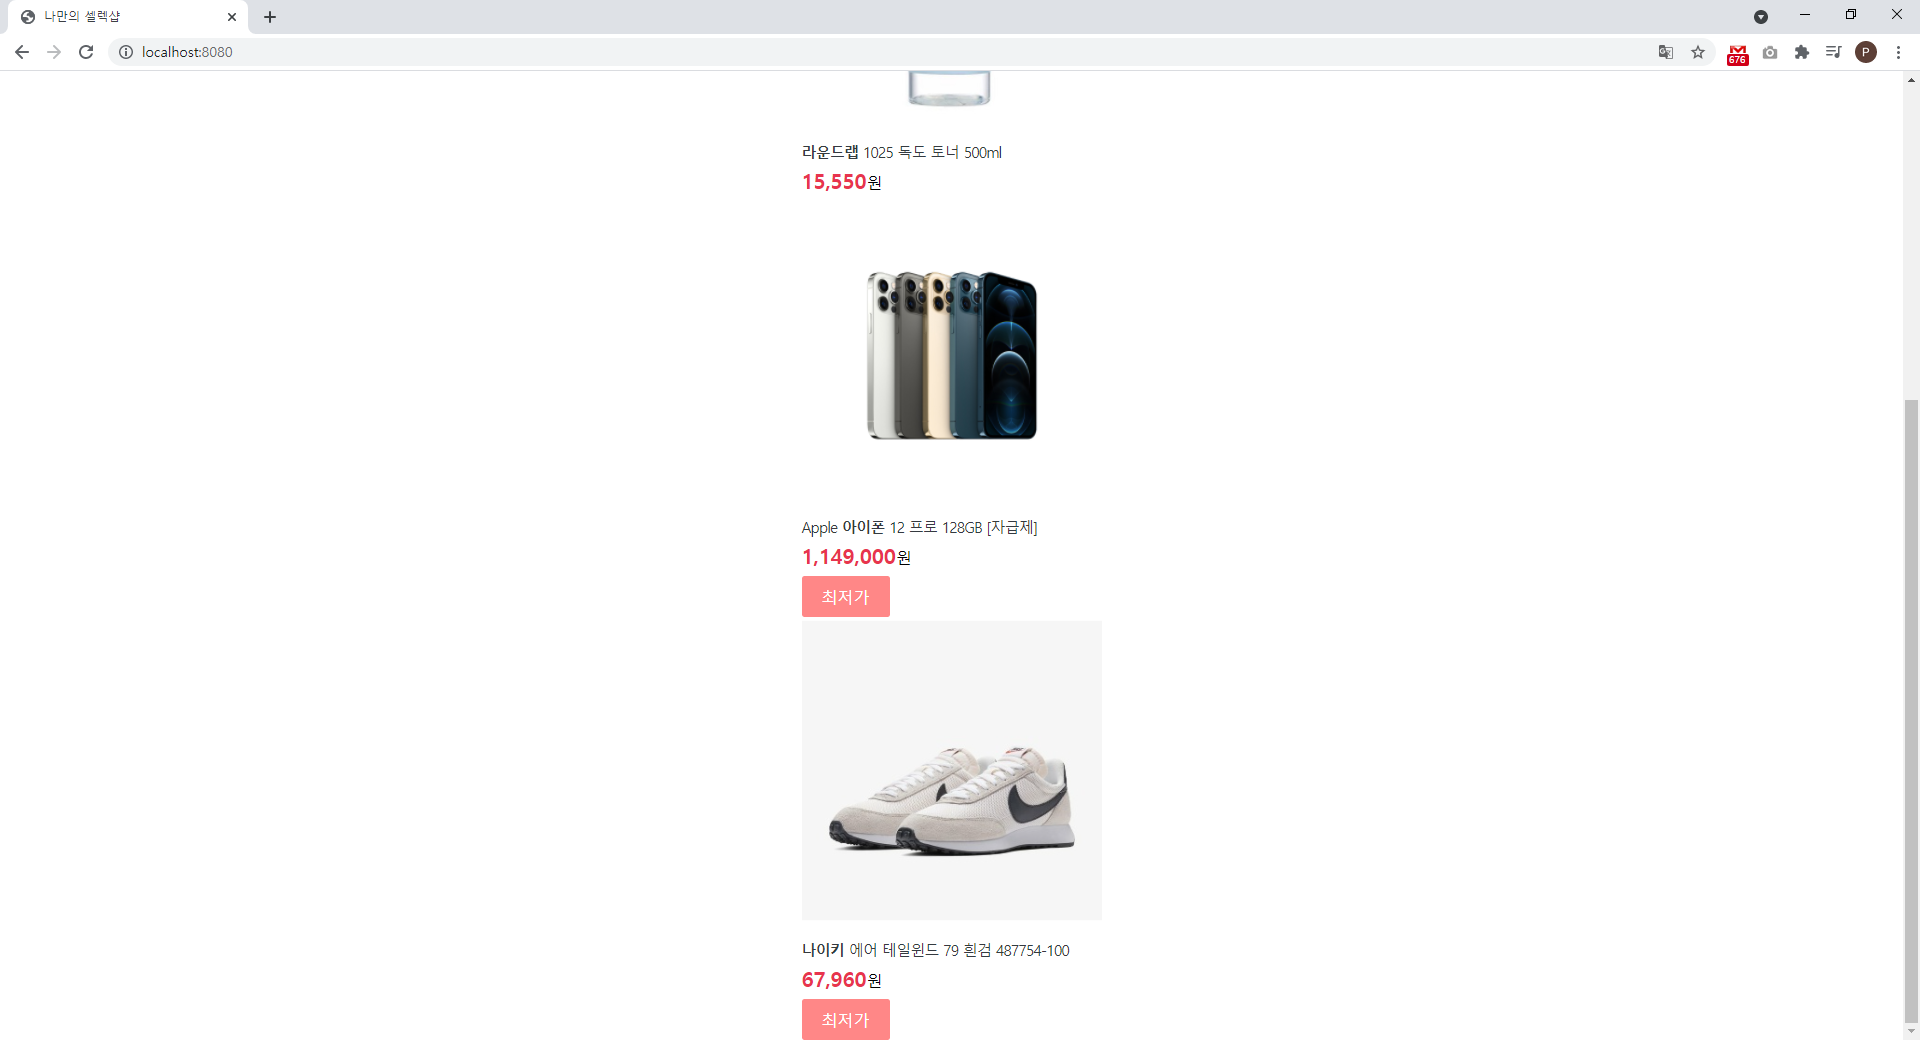 나만의 셀렉샵
localhost:8080
676
P
라운드랩 1025 독도 토너 500ml
15,550원
Apple 아이폰 12 프로 128GB [자급제]
1,149,000원
최저가
나이키 에어 테일윈드 79 흰검 487754-100
67,960원
최저가